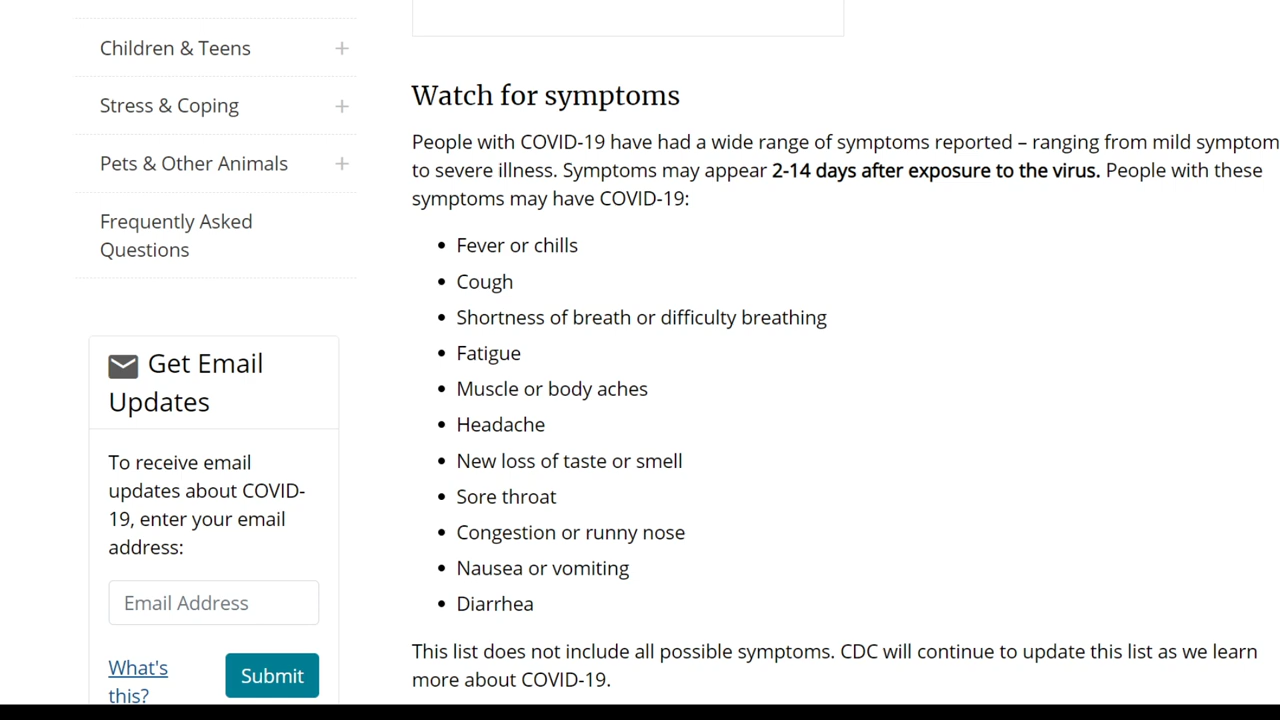 Children & Teens
Stress & Coping
Pets & Other Animals
Frequently Asked
Questions
Get Email
Updates
To receive email
updates about COVID-
19, enter your email
address:
Email Address
What's
this?
Submit
Watch for symptoms
People with COVID-19 have had a wide range of symptoms reported – ranging from mild symptom
to severe illness. Symptoms may appear 2-14 days after exposure to the virus. People with these
symptoms may have COVID-19:
• Fever or chills
• Cough
• Shortness of breath or difficulty breathing
• Fatigue
• Muscle or body aches
• Headache
• New loss of taste or smell
• Sore throat
• Congestion or runny nose
• Nausea or vomiting
• Diarrhea
This list does not include all possible symptoms. CDC will continue to update this list as we learn
more about COVID-19.